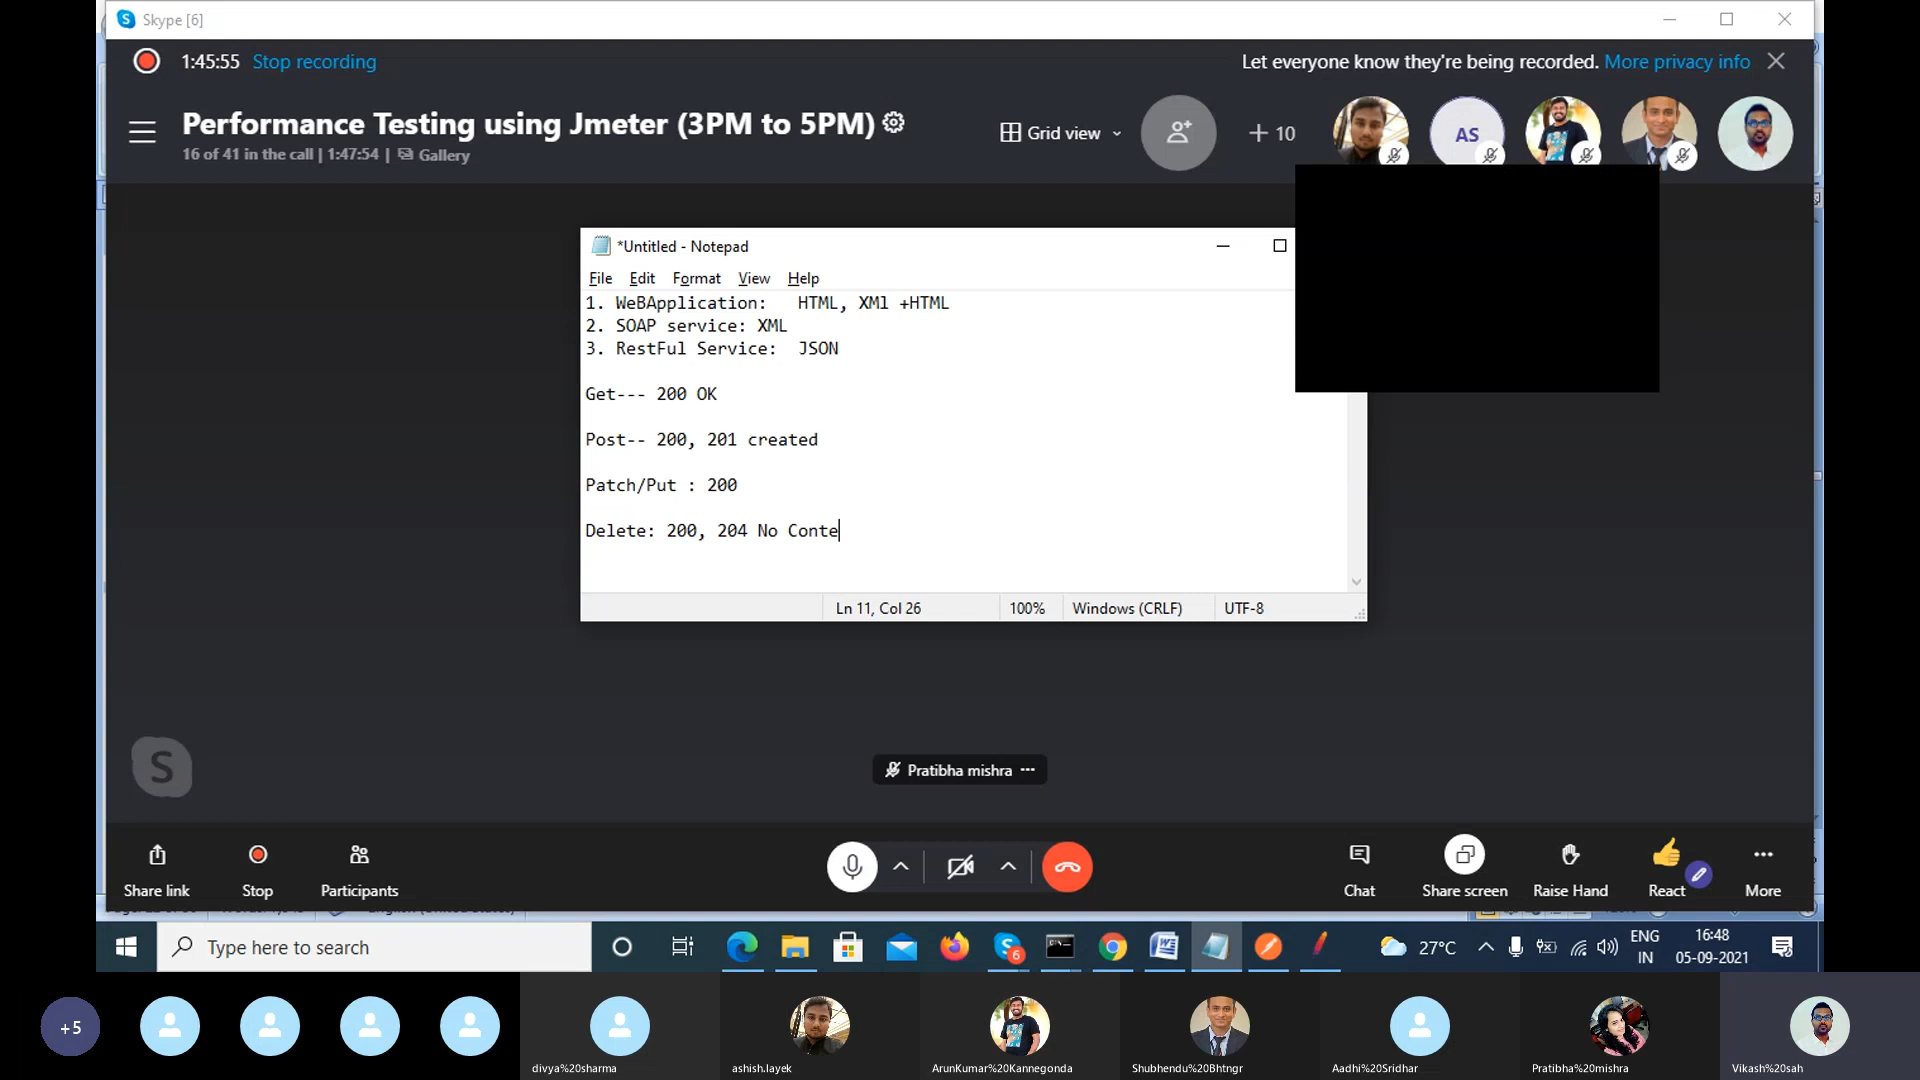 Skype [6]
1:45:55 Stop recording
Let everyone know they're being recorded. More privacy info
Performance Testing using Jmeter (3PM to 5PM)
16 of 41 in the call | 1:47:54 | Gallery
Grid view
+ 10
AS
*Untitled - Notepad
File Edit Format View Help
1. WeBApplication: HTML, XMl +HTML
2. SOAP service: XML
3. RestFul Service: JSON
Get--- 200 OK
Post-- 200, 201 created
Patch/Put : 200
Delete: 200, 204 No Conte
Ln 11, Col 26 100% Windows (CRLF) UTF-8
S
Pratibha mishra
Share link Stop Participants
Chat Share screen Raise Hand React More
Type here to search
6
27°C
ENG
IN
16:48
05-09-2021
+5
divya%20sharma
ashish.layek
ArunKumar%20Kannegonda
Shubhendu%20Bhtngr
Aadhi%20Sridhar
Pratibha%20mishra
Vikash%20sah